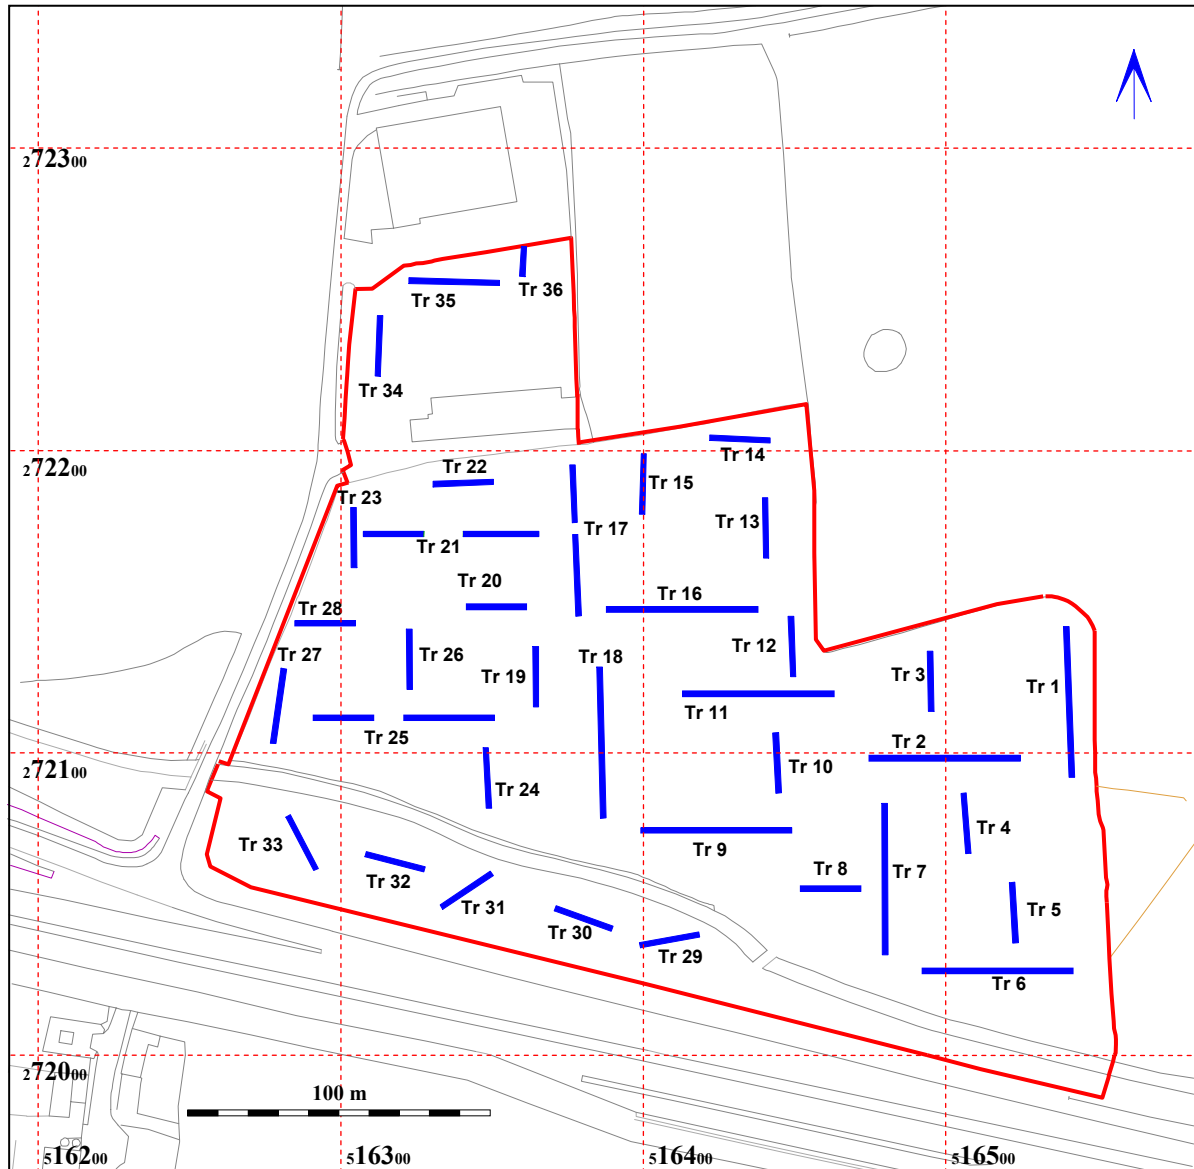 272300
Tr 36
Tr 35
Tr 34
272200
Tr 14
Tr 22
Tr 15
Tr 23
Tr 13
Tr 17
Tr 21
Tr 20
Tr 16
Tr 28
Tr 12
Tr 27
Tr 26
Tr 18
Tr 19
Tr 3
Tr 1
Tr 11
Tr 25
Tr 2
272100
Tr 10
Tr 24
Tr 4
Tr 33
Tr 9
Tr 32
Tr 8
Tr 7
Tr 31
Tr 5
Tr 30
Tr 29
Tr 6
272000
100 m
516200
516300
516400
516500